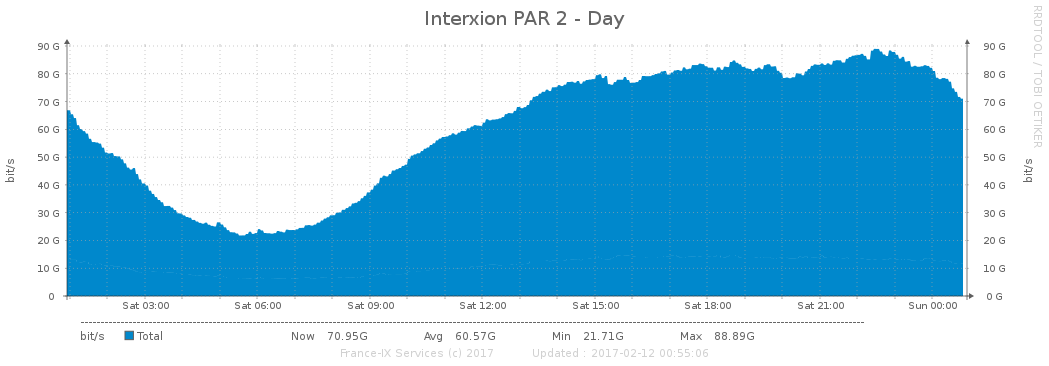 Interxion PAR 2 - Day
RRDTOOL / TOBI OETIKER
90 G 90 G
80 G 80 G
70 G 70 G
60 G 60 G
50 G 50 G
40 G 40 G
30 G 30 G
20 G 20 G
10 G 10 G
0 0 G
bit/s
bit/s
Sat 03:00 Sat 06:00 Sat 09:00 Sat 12:00 Sat 15:00 Sat 18:00 Sat 21:00 Sun 00:00
bit/s Total Now 70.95G Avg 60.57G Min 21.71G Max 88.89G
France-IX Services (c) 2017 Updated : 2017-02-12 00:55:06